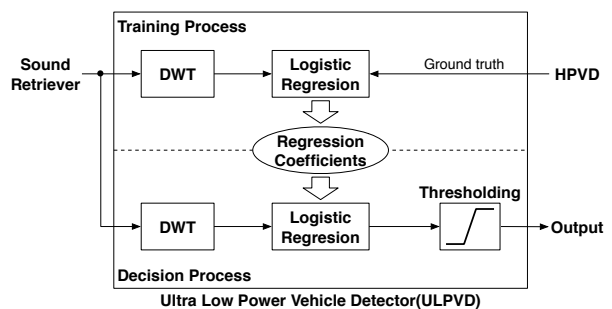 Training Process
Sound
Retriever
DWT
Logistic
Regresion
Ground truth
HPVD
Regression
Coefficients
Thresholding
DWT
Logistic
Regresion
Output
Decision Process
Ultra Low Power Vehicle Detector(ULPVD)